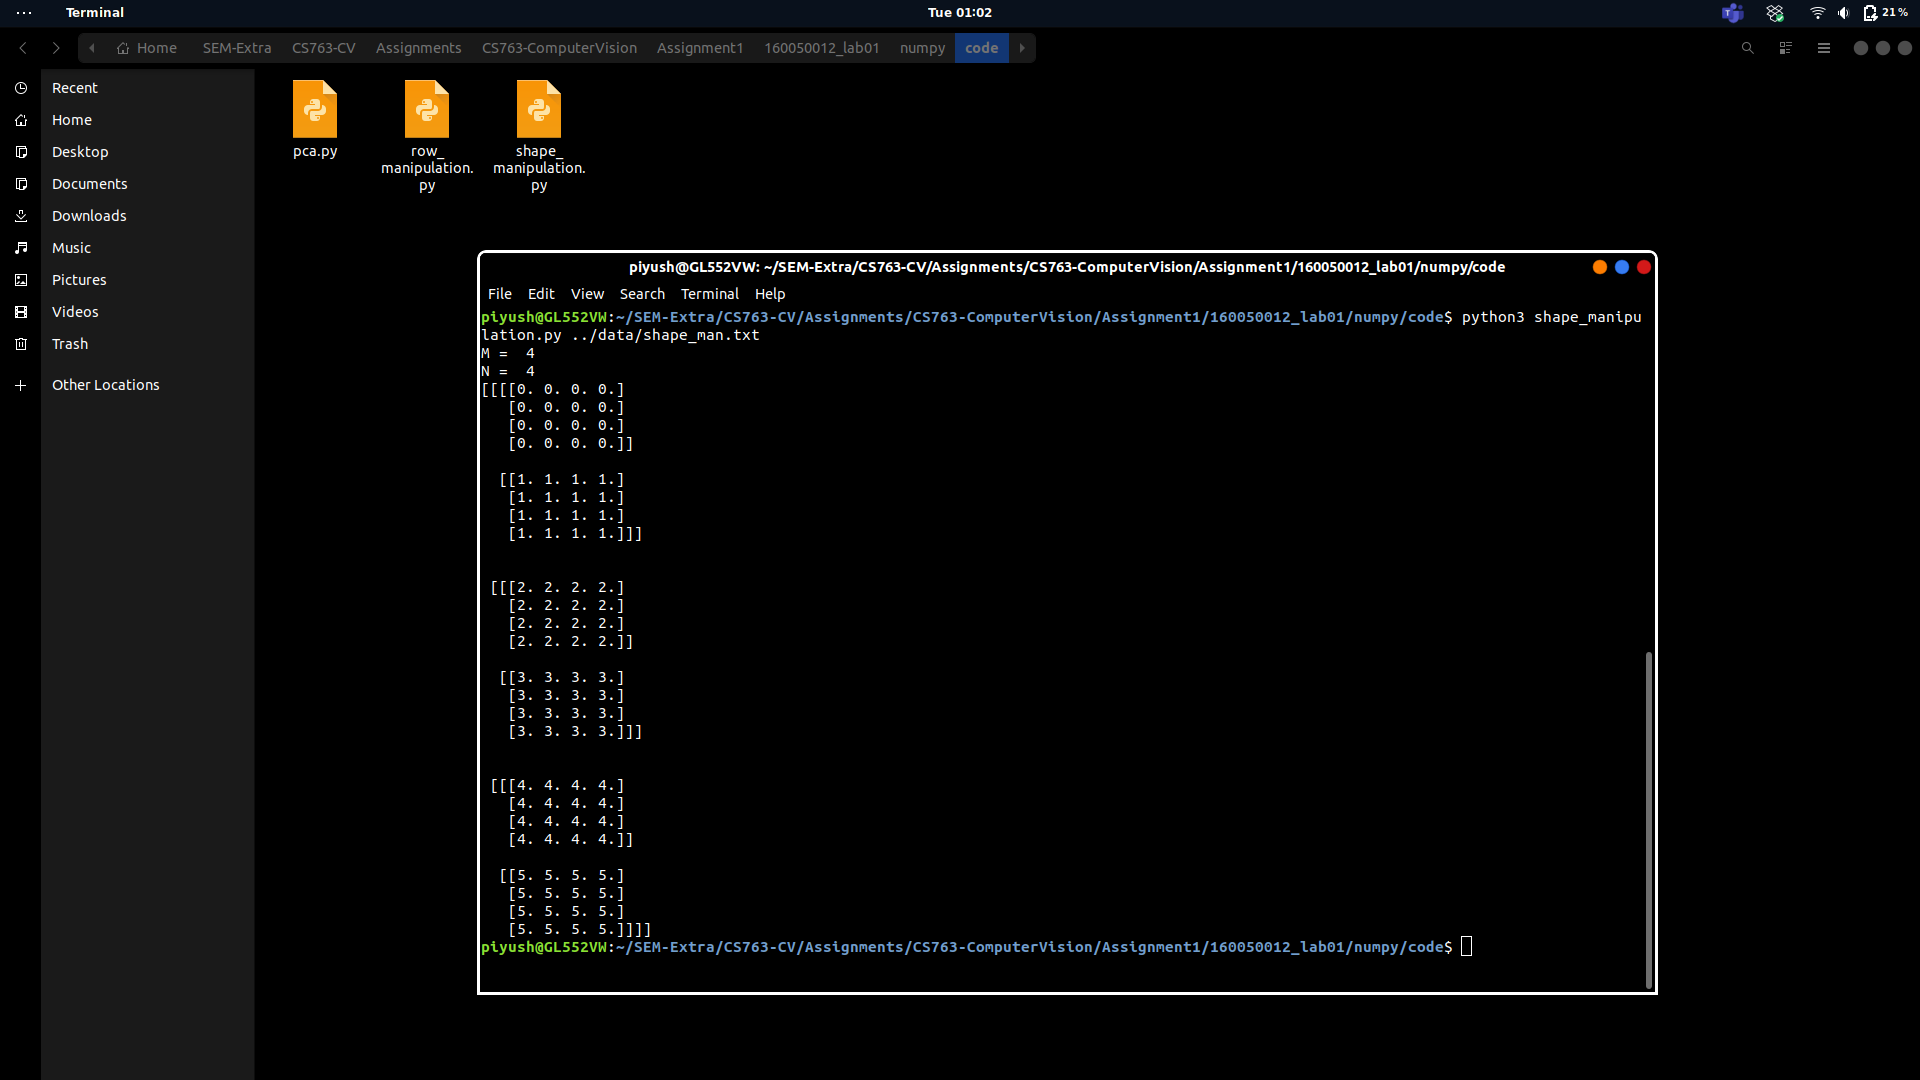 Terminal
Tue 01:02
21 %
Home SEM-Extra CS763-CV Assignments CS763-ComputerVision Assignment1 160050012_lab01 numpy code
Recent
Home
Desktop
Documents
Downloads
Music
Pictures
Videos
Trash
Other Locations
pca.py
row_
manipulation.
py
shape_
manipulation.
py
piyush@GL552VW: ~/SEM-Extra/CS763-CV/Assignments/CS763-ComputerVision/Assignment1/160050012_lab01/numpy/code
File Edit View Search Terminal Help
piyush@GL552VW:~/SEM-Extra/CS763-CV/Assignments/CS763-ComputerVision/Assignment1/160050012_lab01/numpy/code$ python3 shape_manipu
lation.py ../data/shape_man.txt
M =  4
N =  4
[[[[0. 0. 0. 0.]
   [0. 0. 0. 0.]
   [0. 0. 0. 0.]
   [0. 0. 0. 0.]]
  [[1. 1. 1. 1.]
   [1. 1. 1. 1.]
   [1. 1. 1. 1.]
   [1. 1. 1. 1.]]]
 [[[2. 2. 2. 2.]
   [2. 2. 2. 2.]
   [2. 2. 2. 2.]
   [2. 2. 2. 2.]]
  [[3. 3. 3. 3.]
   [3. 3. 3. 3.]
   [3. 3. 3. 3.]
   [3. 3. 3. 3.]]]
 [[[4. 4. 4. 4.]
   [4. 4. 4. 4.]
   [4. 4. 4. 4.]
   [4. 4. 4. 4.]]
  [[5. 5. 5. 5.]
   [5. 5. 5. 5.]
   [5. 5. 5. 5.]
   [5. 5. 5. 5.]]]]
piyush@GL552VW:~/SEM-Extra/CS763-CV/Assignments/CS763-ComputerVision/Assignment1/160050012_lab01/numpy/code$